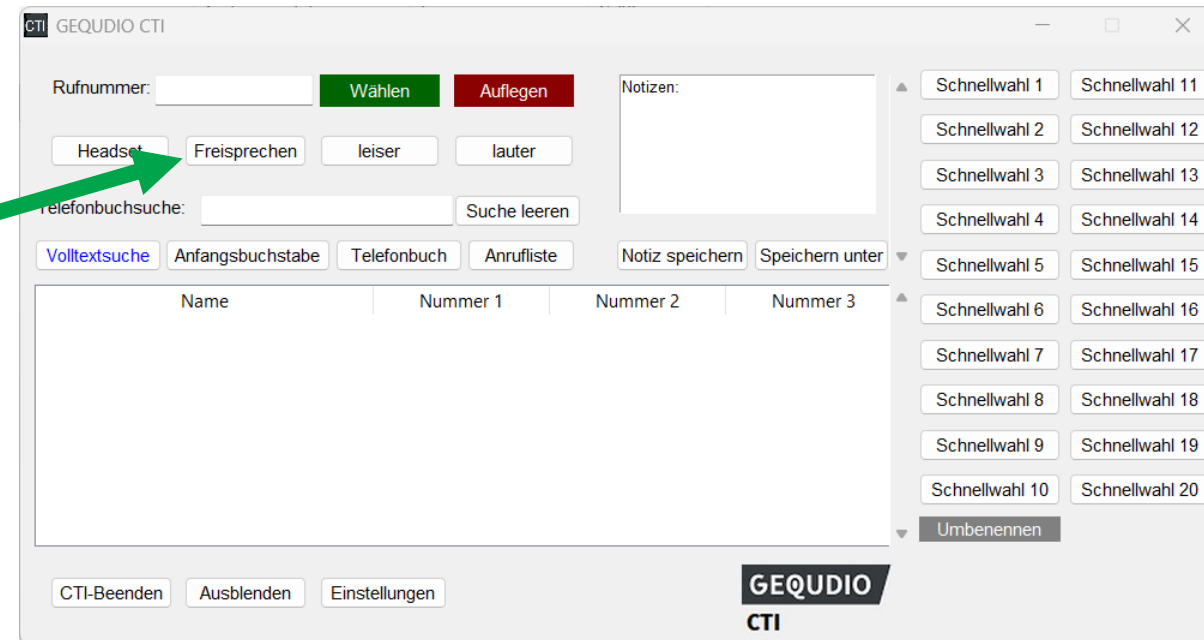 CTI GEQUDIO CTI
Rufnummer: Wählen Auflegen
Headset Freisprechen leiser lauter
Telefonbuchsuche: Suche leeren
Volltextsuche Anfangsbuchstabe Telefonbuch Anrufliste
Notizen:
Notiz speichern Speichern unter
Name Nummer 1 Nummer 2 Nummer 3
Schnellwahl 1 Schnellwahl 11
Schnellwahl 2 Schnellwahl 12
Schnellwahl 3 Schnellwahl 13
Schnellwahl 4 Schnellwahl 14
Schnellwahl 5 Schnellwahl 15
Schnellwahl 6 Schnellwahl 16
Schnellwahl 7 Schnellwahl 17
Schnellwahl 8 Schnellwahl 18
Schnellwahl 9 Schnellwahl 19
Schnellwahl 10 Schnellwahl 20
Umbenennen
CTI-Beenden Ausblenden Einstellungen
GEQUDIO
CTI